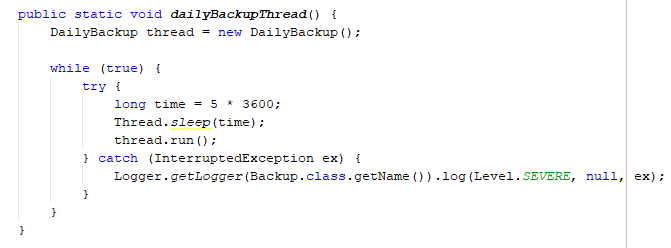 public static void dailyBackupThread() {
DailyBackup thread = new DailyBackup();
while (true) {
try {
long time = 5 * 3600;
Thread.sleep(time);
thread.run();
} catch (InterruptedException ex) {
Logger.getLogger(Backup.class.getName()).log(Level.SEVERE, null, ex);
}
}
}